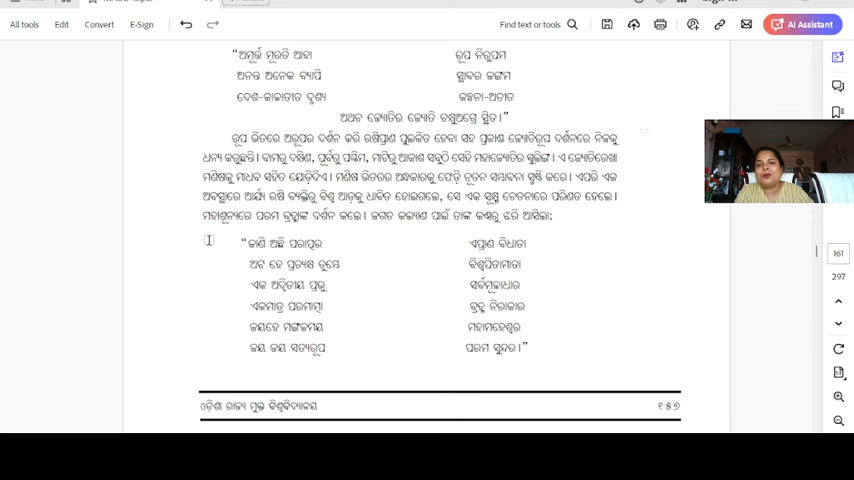 All tools Edit Convert E-Sign Find text or tools AI Assistant
“ଅମୂର୍ତ୍ତ ମୂରତି ଆହା ରୂପ ନିରୁପମ
ଅନନ୍ତ ଅନେକ ବ୍ୟାପି ସ୍ଥାବର ଜଙ୍ଗମ
ଦେଶ-କାଳାତୀତ ଦୃଶ୍ୟ କଳ୍ପନା-ଅତୀତ
ଅଥଚ ଜ୍ୟୋତିର ଜ୍ୟୋତି ଚକ୍ଷୁଅଗ୍ରେ ସ୍ଥିତ।”
ରୂପ ଭିତରେ ଅରୂପର ଦର୍ଶନ କରି ଋଷିପ୍ରାଣ ପୁଲକିତ ହେବା ସହ ପ୍ରକାଣ୍ଡ ଜ୍ୟୋତିରୂପ ଦର୍ଶନରେ ନିଜକୁ
ଧନ୍ୟ କରୁଛନ୍ତି। ବାମରୁ ଦକ୍ଷିଣ, ପୂର୍ବରୁ ପଶ୍ଚିମ, ମାଟିରୁ ଆକାଶ ସବୁଠି ସେହି ମହାଜ୍ୟୋତିର ସ୍ଫୁଲିଙ୍ଗ। ଏ ଜ୍ୟୋତିରେଖା
ମଣିଷକୁ ମାଧବ ସହିତ ଯୋଡ଼ିଦିଏ। ମଣିଷ ଭିତରର ଅନ୍ଧକାରକୁ ଫେଡ଼ି ନୂତନ ସମ୍ଭାବନା ସୃଷ୍ଟି କରେ। ଏପରି ଏକ
ଅବସ୍ଥାରେ ଆର୍ଯ୍ୟ ଋଷି ବ୍ୟକ୍ତିରୁ ବିଶ୍ୱ ଆଡ଼କୁ ଧାବିତ ହୋଇଗଲେ, ସେ ଏକ ସୂକ୍ଷ୍ମ ଚେତନାରେ ପରିଣତ ହେଲେ।
ମହାଶୂନ୍ୟରେ ପରମ ବ୍ରହ୍ମଙ୍କ ଦର୍ଶନ କଲେ। ଜଗତ କଲ୍ୟାଣ ପାଇଁ ତାଙ୍କ କଣ୍ଠରୁ ଝରି ଆସିଲା;
“ଜାଣି ଅଛି ପରାତ୍ପର ଏପ୍ରାଣ ବିଧାତା
ଅଟ ହେ ପ୍ରତ୍ୟକ୍ଷ ତୁମ୍ଭେ ବିଶ୍ୱପିତାମାତା
ଏକ ଅଦ୍ୱିତୀୟ ପ୍ରଭୁ ସର୍ବମୂଳାଧାର
ଏକମାତ୍ର ପରମାତ୍ମା ବ୍ରହ୍ମ ନିରାକାର
ଜୟହେ ମଙ୍ଗଳମୟ ମହାମହେଶ୍ୱର
ଜୟ ଜୟ ସତ୍ୟରୂପ ପରମ ସୁନ୍ଦର।”
ଓଡ଼ିଶା ରାଜ୍ୟ ମୁକ୍ତ ବିଶ୍ୱବିଦ୍ୟାଳୟ ୧୫୭
161
297